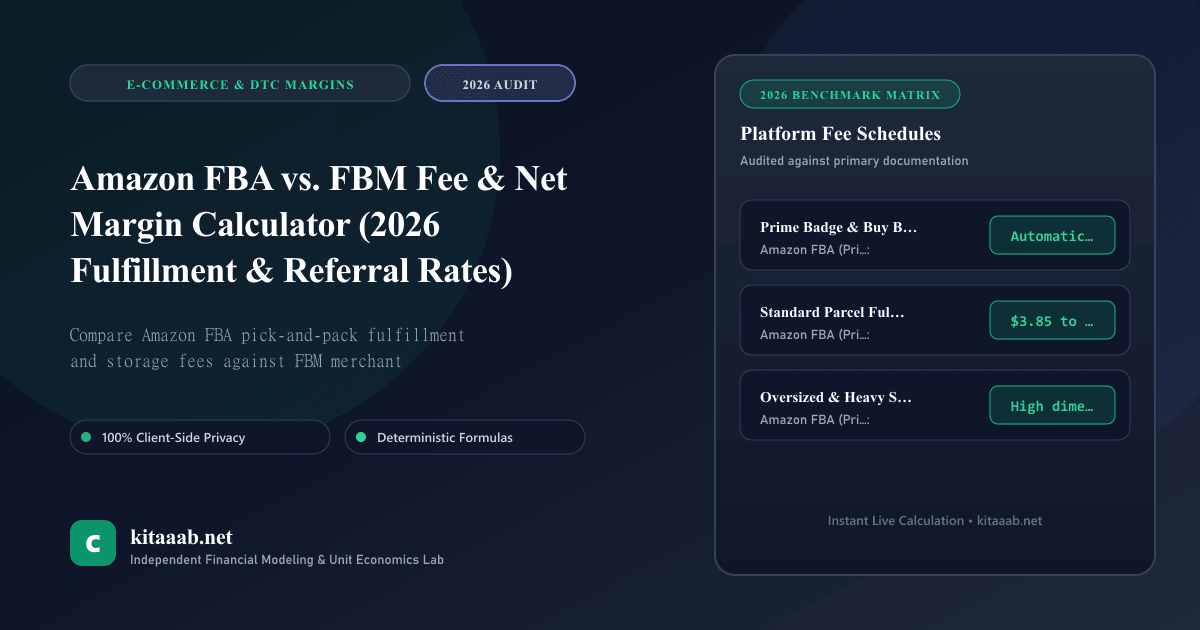 E-COMMERCE & DTC MARGINS
2026 AUDIT
Amazon FBA vs. FBM Fee & Net
Margin Calculator (2026
Fulfillment & Referral Rates)
Compare Amazon FBA pick-and-pack fulfillment
and storage fees against FBM merchant
100% Client-Side Privacy
Deterministic Formulas
C
kitaaab.net
Independent Financial Modeling & Unit Economics Lab
2026 BENCHMARK MATRIX
Platform Fee Schedules
Audited against primary documentation
Prime Badge & Buy B…
Amazon FBA (Pri…:
Automatic…
Standard Parcel Ful…
Amazon FBA (Pri…:
$3.85 to …
Oversized & Heavy S…
Amazon FBA (Pri…:
High dime…
Instant Live Calculation • kitaaab.net